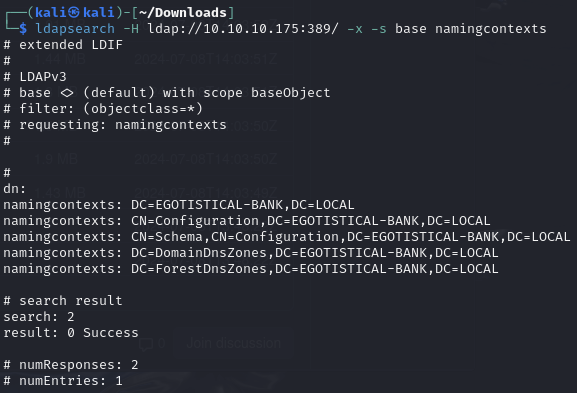 ┌──(kali㉿kali)-[~/Downloads]
└─$ ldapsearch -H ldap://10.10.10.175:389/ -x -s base namingcontexts
# extended LDIF
#
# LDAPv3
# base <> (default) with scope baseObject
# filter: (objectclass=*)
# requesting: namingcontexts
#

#
dn:
namingcontexts: DC=EGOTISTICAL-BANK,DC=LOCAL
namingcontexts: CN=Configuration,DC=EGOTISTICAL-BANK,DC=LOCAL
namingcontexts: CN=Schema,CN=Configuration,DC=EGOTISTICAL-BANK,DC=LOCAL
namingcontexts: DC=DomainDnsZones,DC=EGOTISTICAL-BANK,DC=LOCAL
namingcontexts: DC=ForestDnsZones,DC=EGOTISTICAL-BANK,DC=LOCAL

# search result
search: 2
result: 0 Success
Join discussion

# numResponses: 2
# numEntries: 1